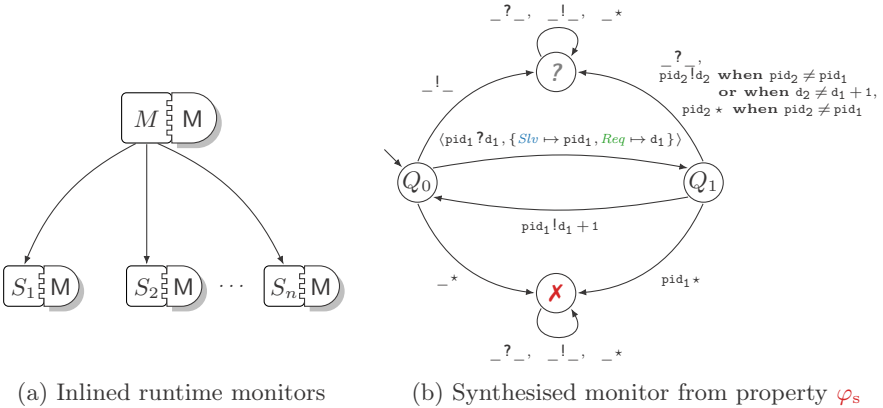 _?_, _!_, _⋆
?
_!_
_?_,
pid₂!d₂ when pid₂ ≠ pid₁
or when d₂ ≠ d₁ + 1,
pid₂ ⋆ when pid₂ ≠ pid₁
M M
⟨pid₁?d₁, {Slv ↦ pid₁, Req ↦ d₁}⟩
Q₀ Q₁
pid₁!d₁ + 1
S₁ M S₂ M ··· Sₙ M
_⋆ pid₁⋆
✗
_?_, _!_, _⋆
(a) Inlined runtime monitors
(b) Synthesised monitor from property φₛ